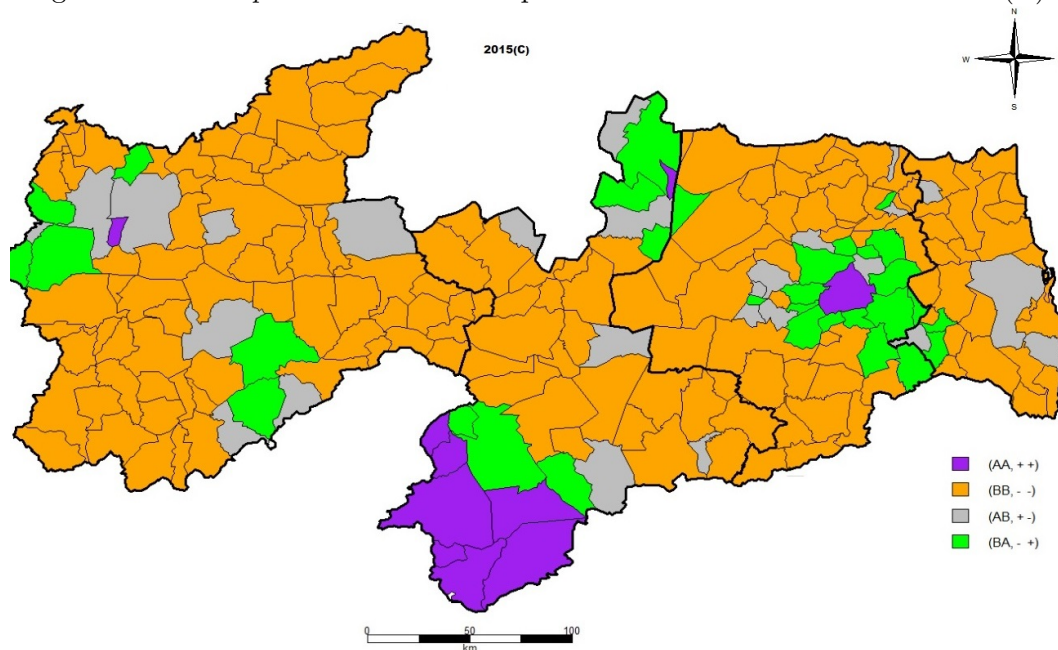 2015(C)
N
W
E
S
(AA, + +)
(BB, - -)
(AB, + -)
(BA, - +)
0 50 100
km